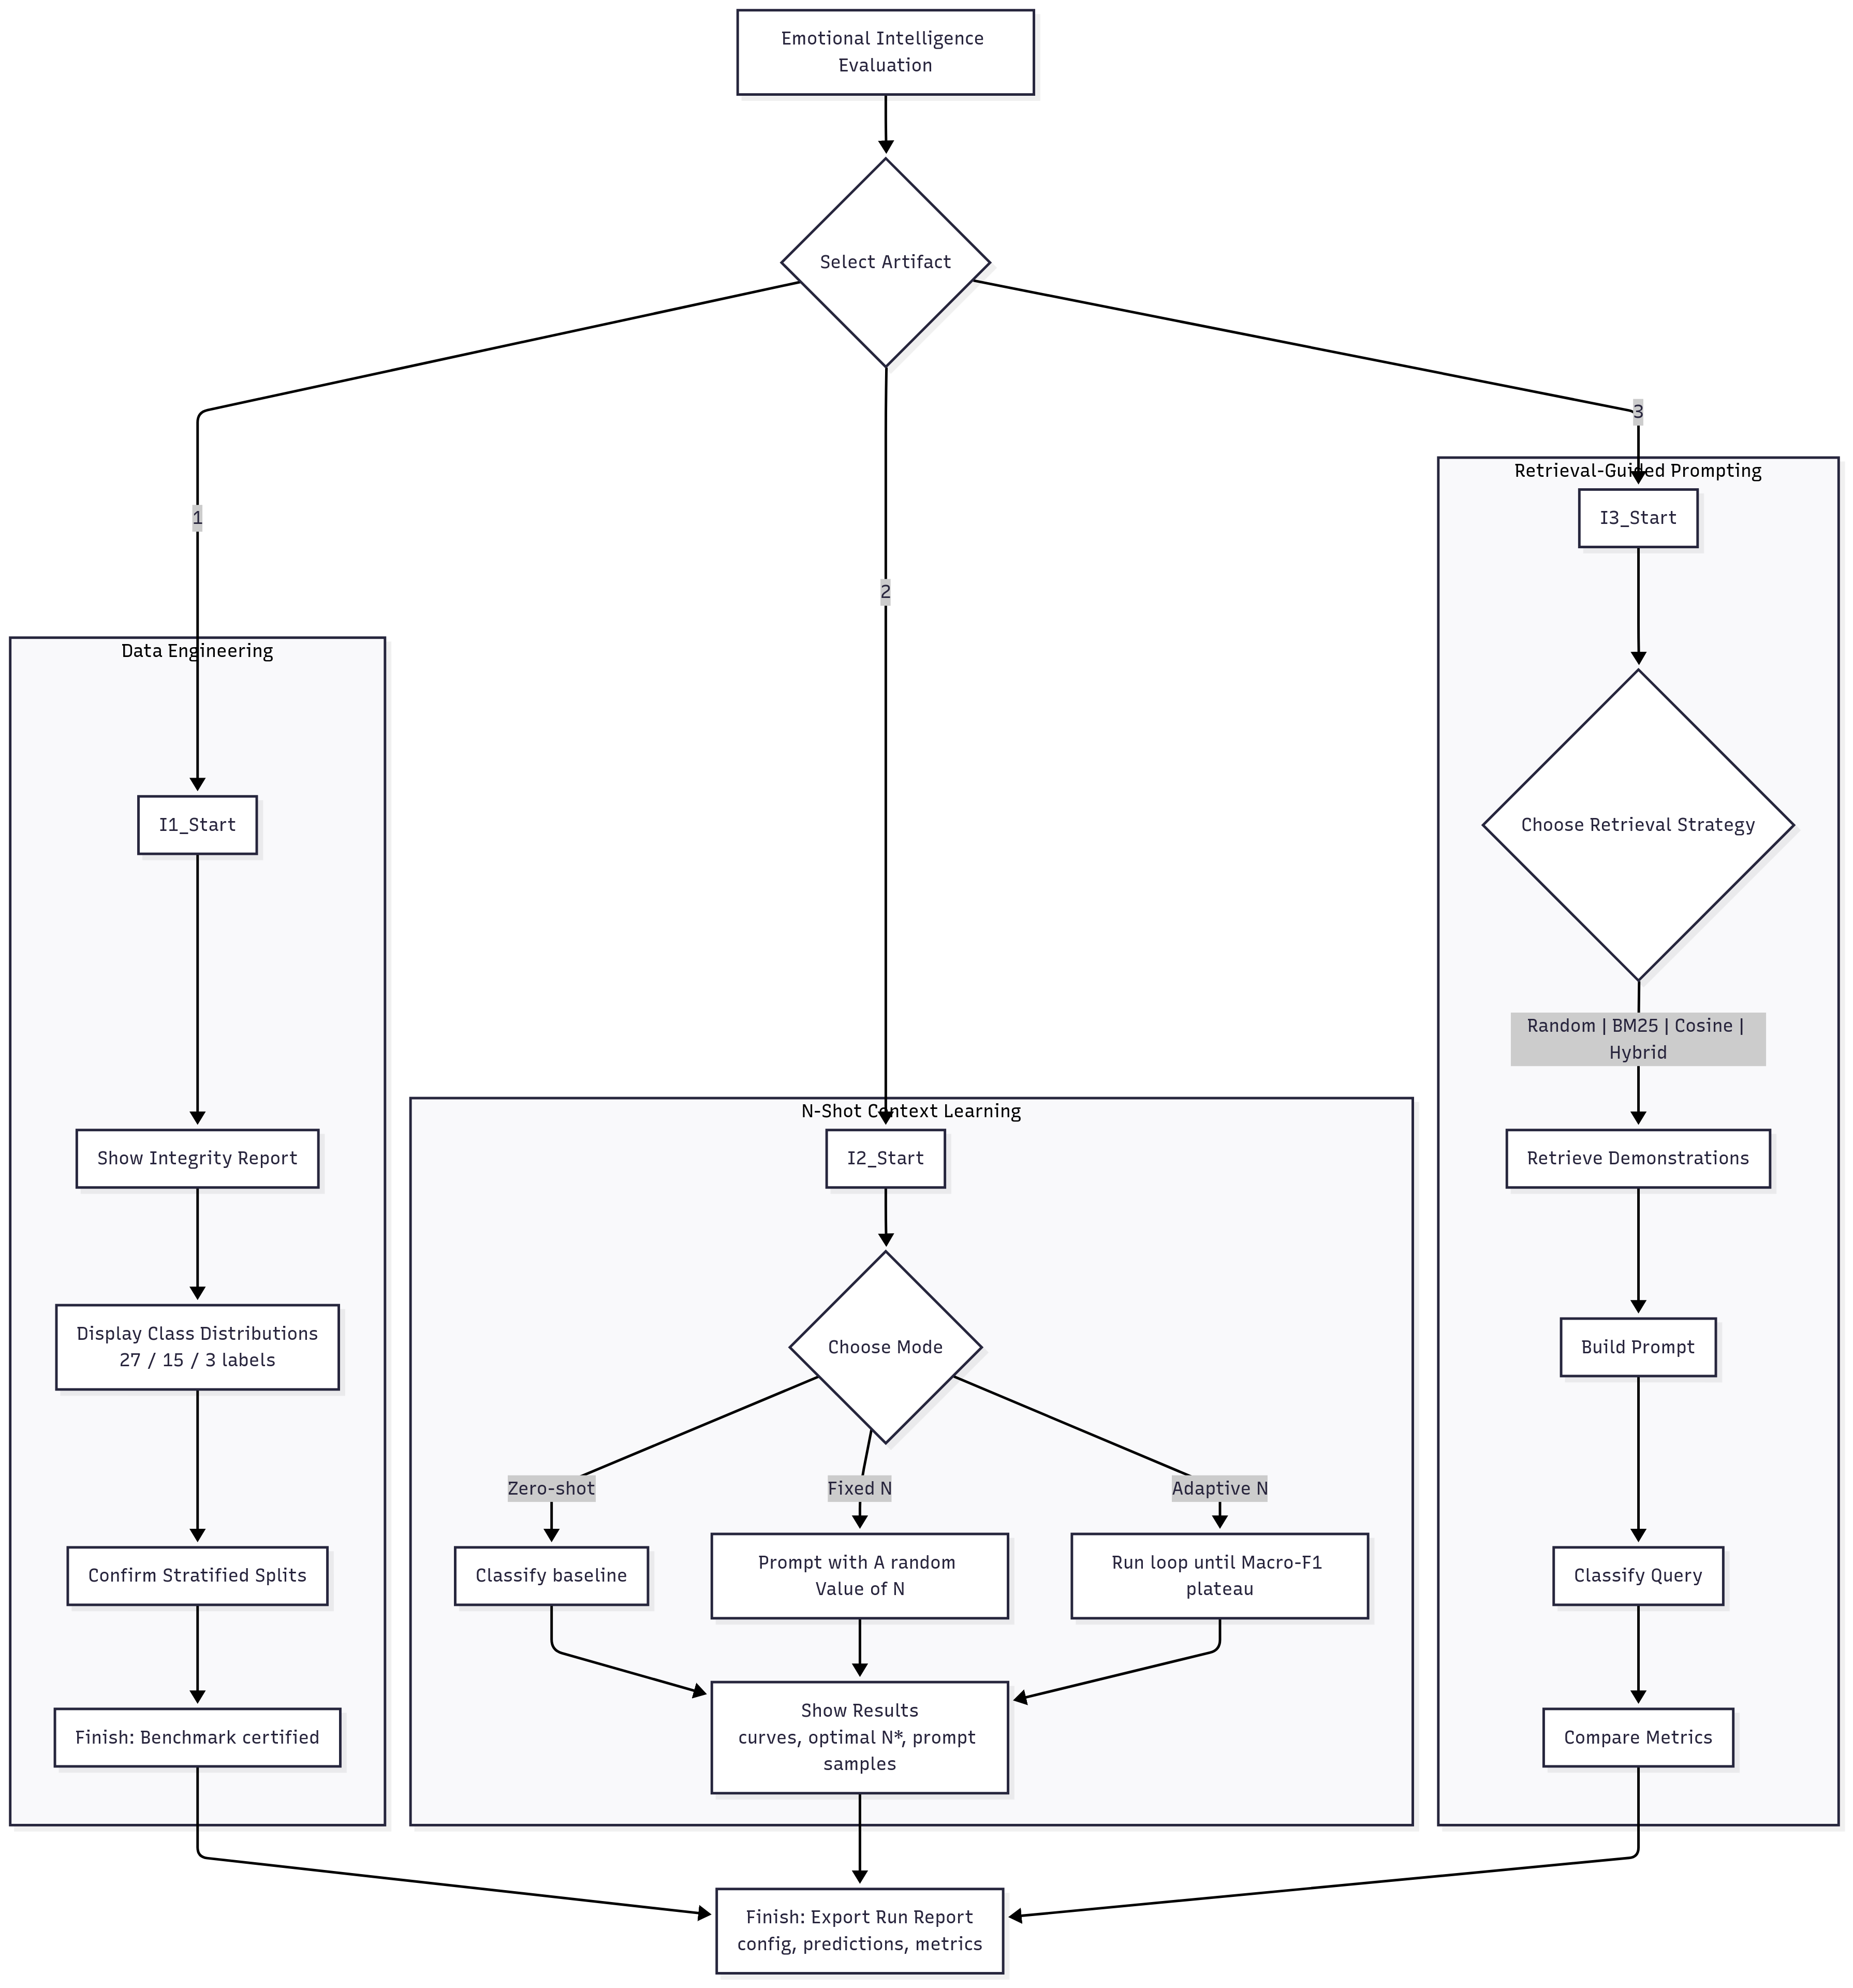 Emotional Intelligence
Evaluation
Select Artifact
1
2
3
Data Engineering
I1_Start
Show Integrity Report
Display Class Distributions
27 / 15 / 3 labels
Confirm Stratified Splits
Finish: Benchmark certified
N-Shot Context Learning
I2_Start
Choose Mode
Zero-shot
Fixed N
Adaptive N
Classify baseline
Prompt with A random
Value of N
Run loop until Macro-F1
plateau
Show Results
curves, optimal N*, prompt
samples
Retrieval-Guided Prompting
I3_Start
Choose Retrieval Strategy
Random | BM25 | Cosine |
Hybrid
Retrieve Demonstrations
Build Prompt
Classify Query
Compare Metrics
Finish: Export Run Report
config, predictions, metrics